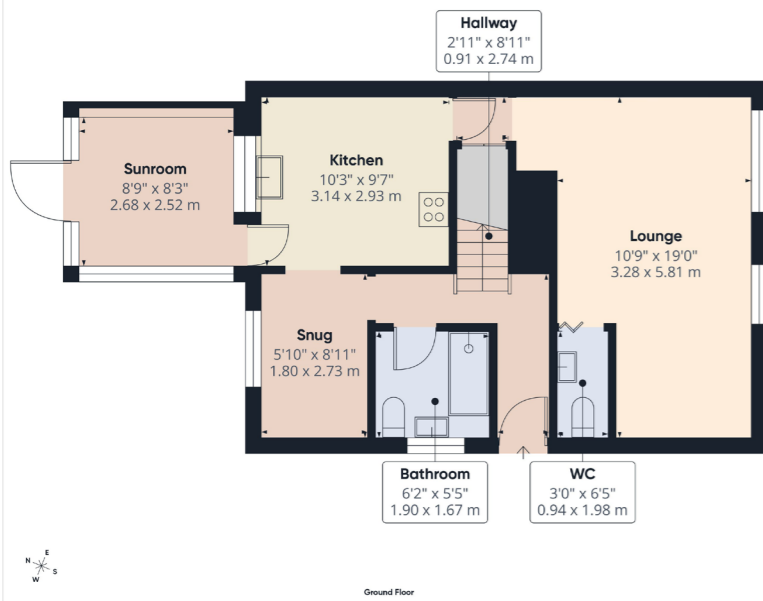 Hallway
2'11" x 8'11"
0.91 x 2.74 m
Sunroom
8'9" x 8'3"
2.68 x 2.52 m
Kitchen
10'3" x 9'7"
3.14 x 2.93 m
Lounge
10'9" x 19'0"
3.28 x 5.81 m
Snug
5'10" x 8'11"
1.80 x 2.73 m
Bathroom
6'2" x 5'5"
1.90 x 1.67 m
WC
3'0" x 6'5"
0.94 x 1.98 m
N
E
S
W
Ground Floor